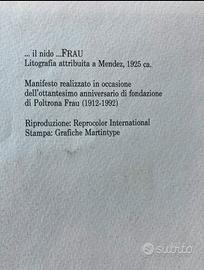 ... il nido ...FRAU
Litografia attribuita a Mendez, 1925 ca.
Manifesto realizzato in occasione
dell'ottantesimo anniversario di fondazione
di Poltrona Frau (1912-1992)
Riproduzione: Reprocolor International
Stampa: Grafiche Martintype
subito